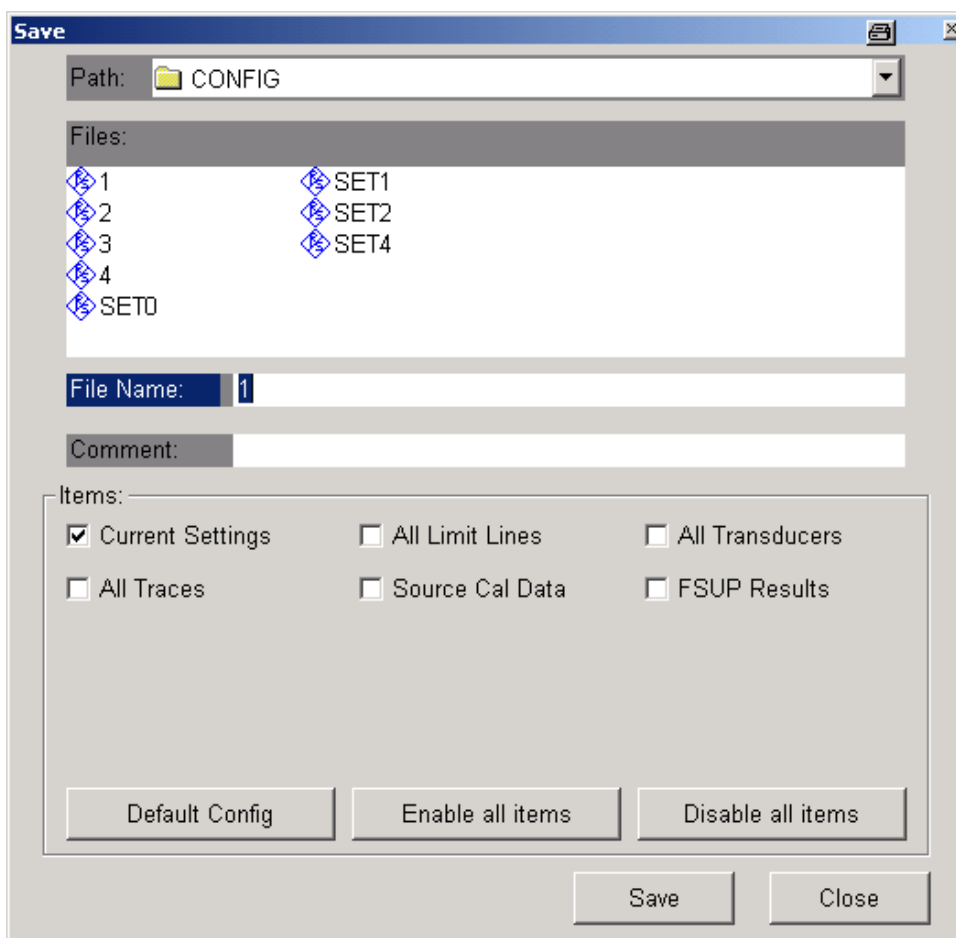 Save
Path: CONFIG
Files:
1 SET1
2 SET2
3 SET4
4
SET0
File Name: 1
Comment:
Items:
Current Settings All Limit Lines All Transducers
All Traces Source Cal Data FSUP Results
Default Config Enable all items Disable all items
Save Close